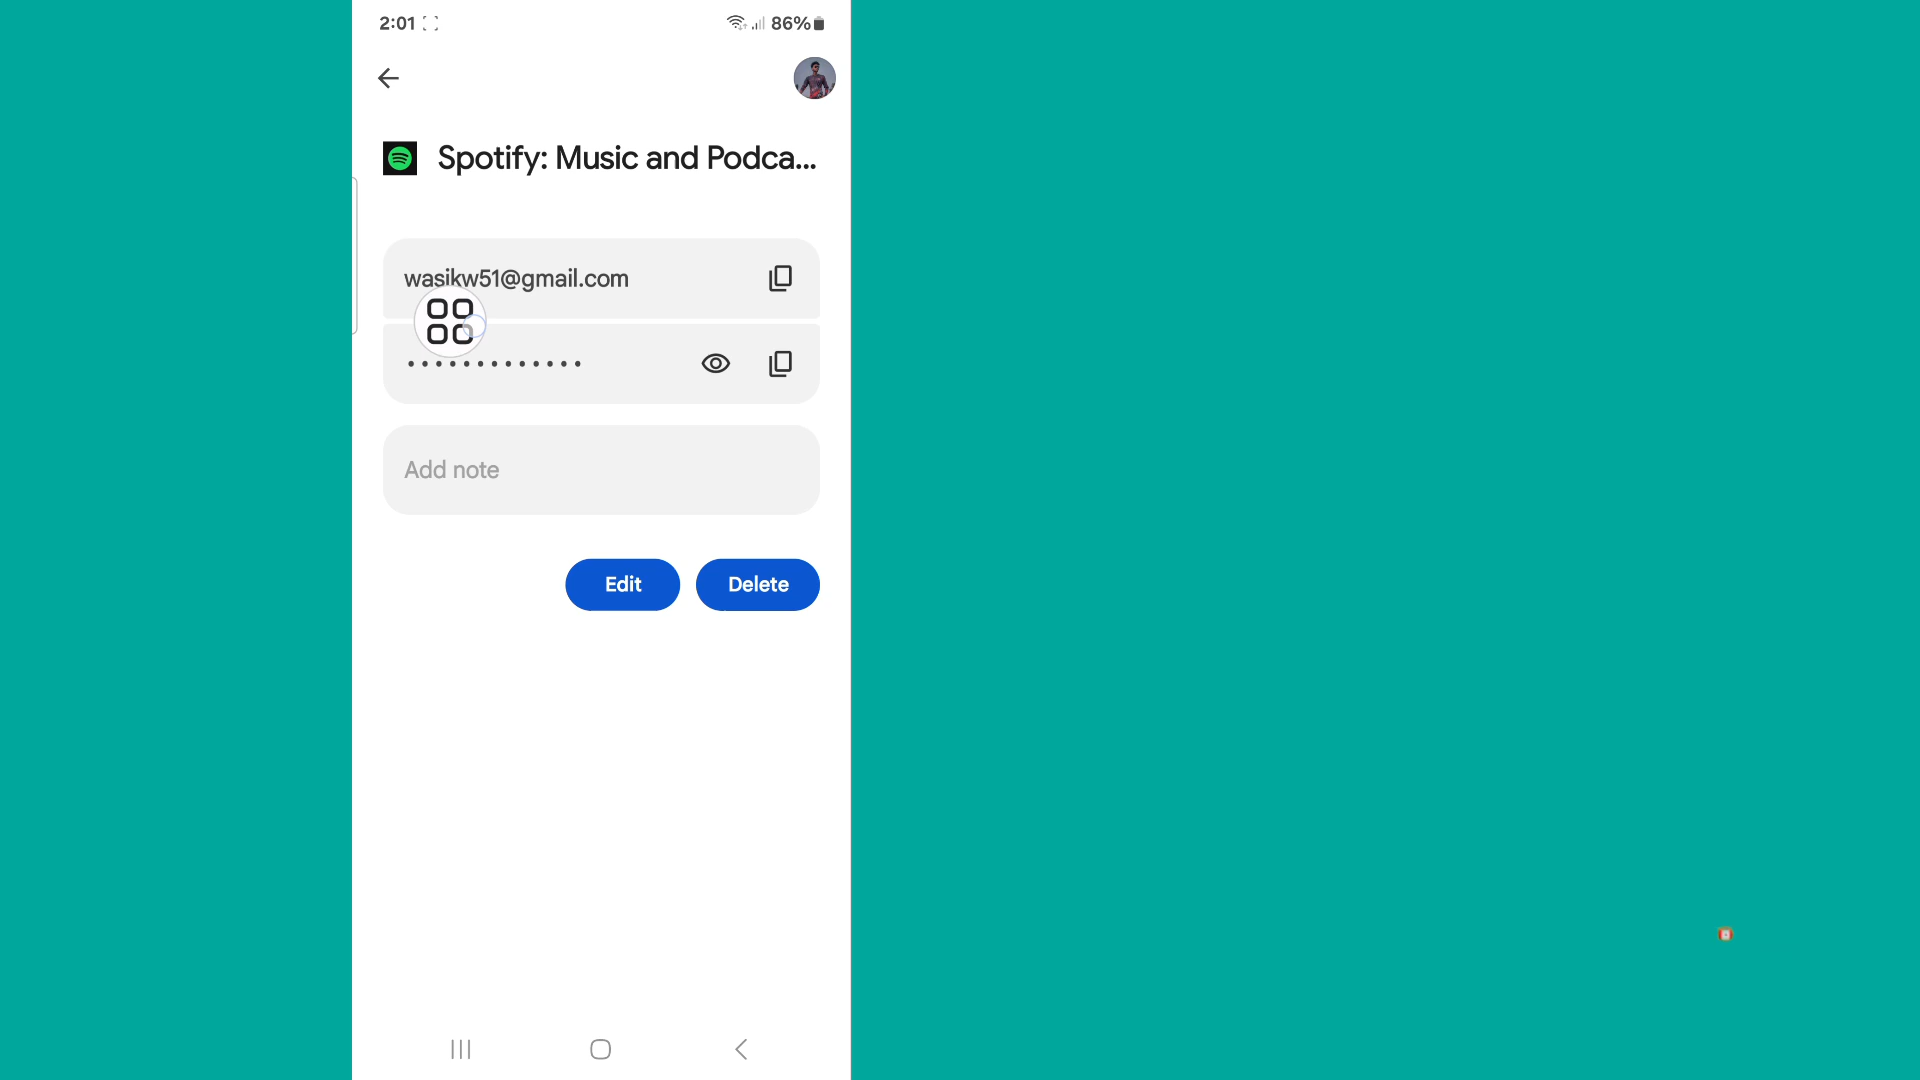 2:01 86%
Spotify: Music and Podca...
wasikw51@gmail.com
Add note
Edit Delete